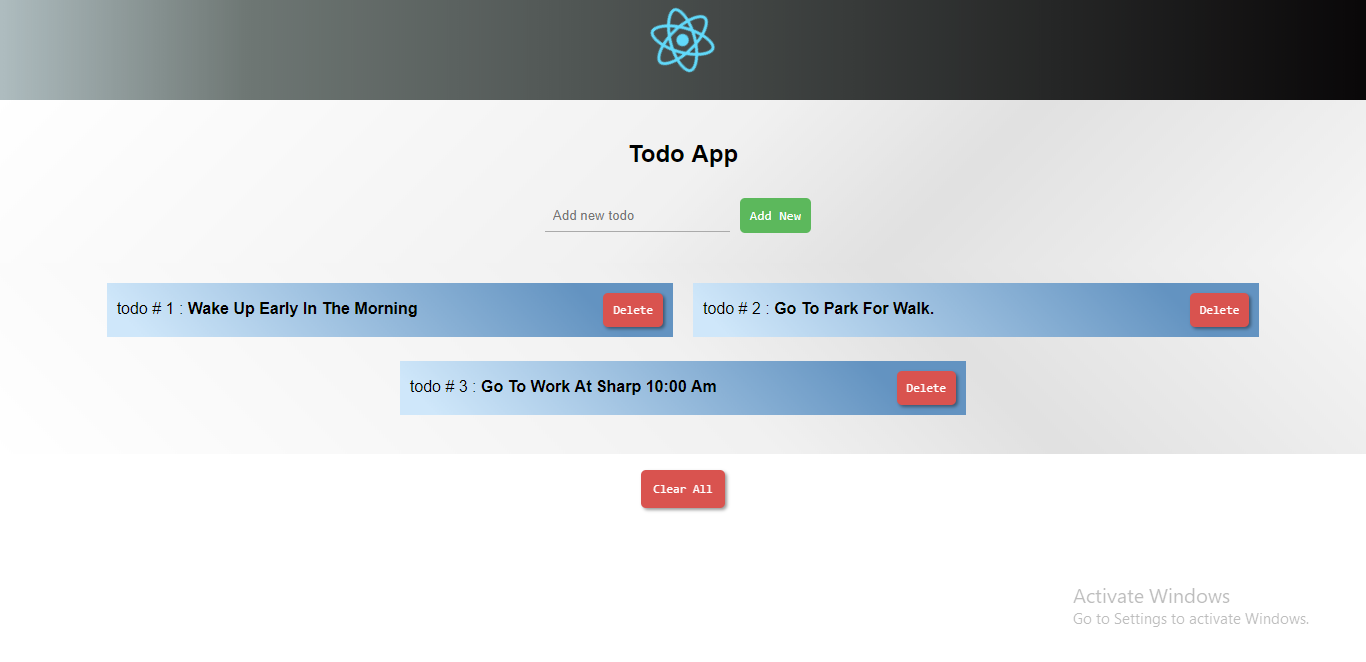 Todo App
Add new todo
Add New
todo # 1 : Wake Up Early In The Morning
Delete
todo # 2 : Go To Park For Walk.
Delete
todo # 3 : Go To Work At Sharp 10:00 Am
Delete
Clear All
Activate Windows
Go to Settings to activate Windows.